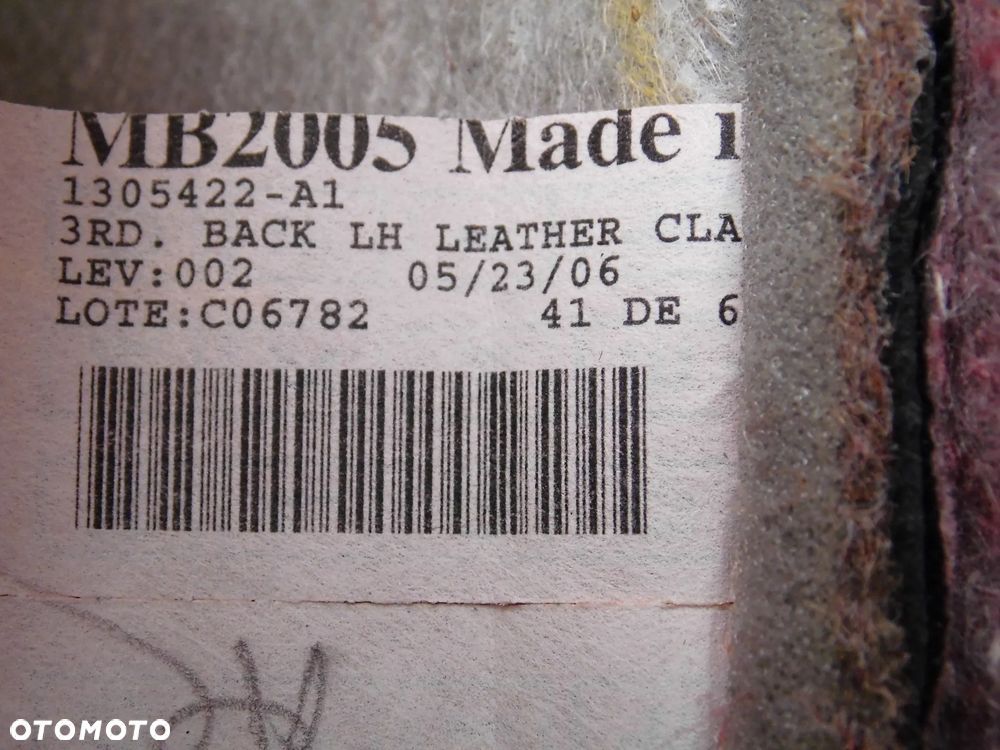 MB2005 Made i
1305422-A1
3RD. BACK LH LEATHER CLA
LEV:002 05/23/06
LOTE:C06782 41 DE 6
OTOMOTO